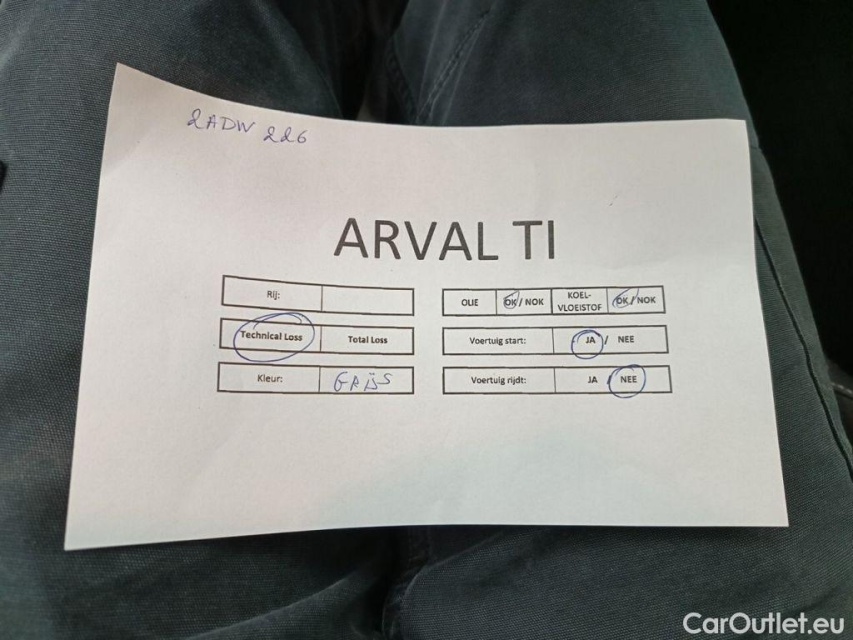 2ADW 226
ARVAL TI
Rij:
Technical Loss Total Loss
Kleur: GRIJS
OLIE OK / NOK KOEL-VLOEISTOF OK / NOK
Voertuig start: JA / NEE
Voertuig rijdt: JA / NEE
CarOutlet.eu